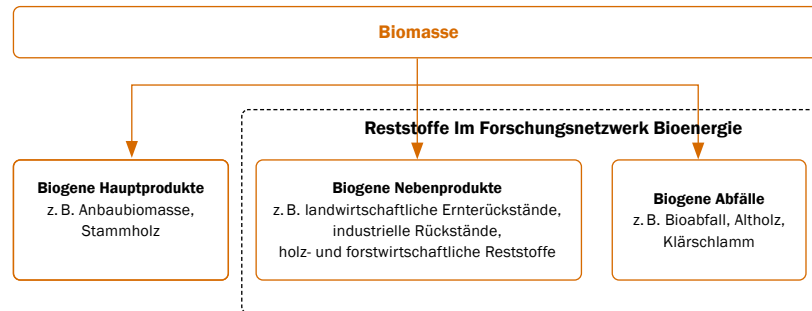 Biomasse
Reststoffe Im Forschungsnetzwerk Bioenergie
Biogene Hauptprodukte
z. B. Anbaubiomasse,
Stammholz
Biogene Nebenprodukte
z. B. landwirtschaftliche Ernterückstände,
industrielle Rückstände,
holz- und forstwirtschaftliche Reststoffe
Biogene Abfälle
z. B. Bioabfall, Altholz,
Klärschlamm